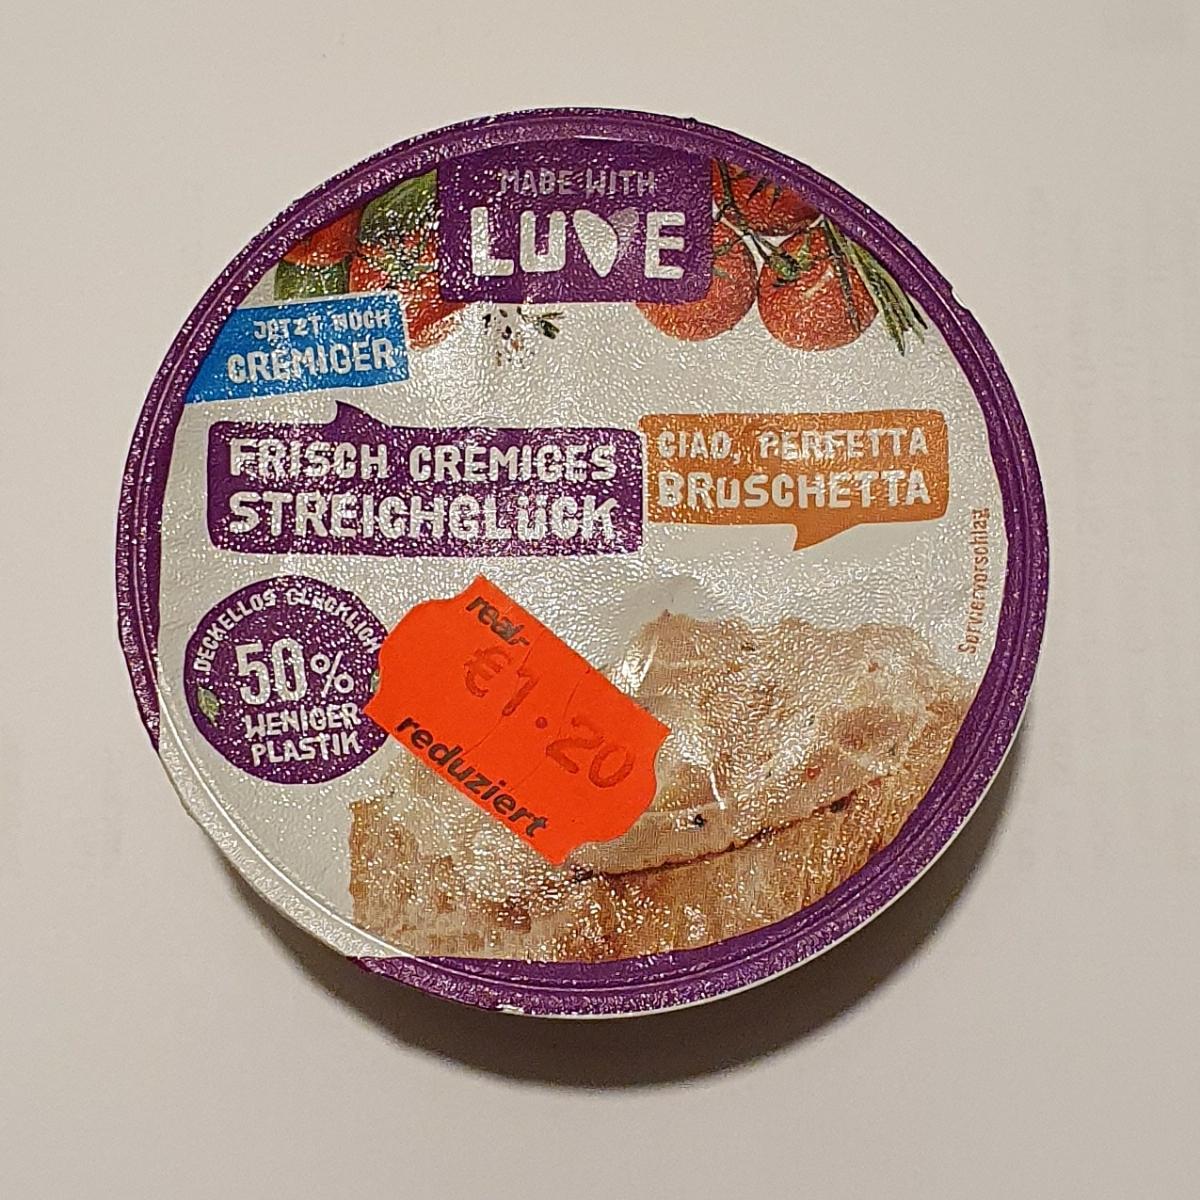 MADE WITH
LUVE
JETZT NOCH
CREMIGER
FRISCH CREMIGES
STREICHGLÜCK
CIAO, PERFETTA
BRUSCHETTA
Serviervorschlag
DECKELLOS GLÜCKLICH
50%
WENIGER
PLASTIK
real,-
€1.20
reduziert